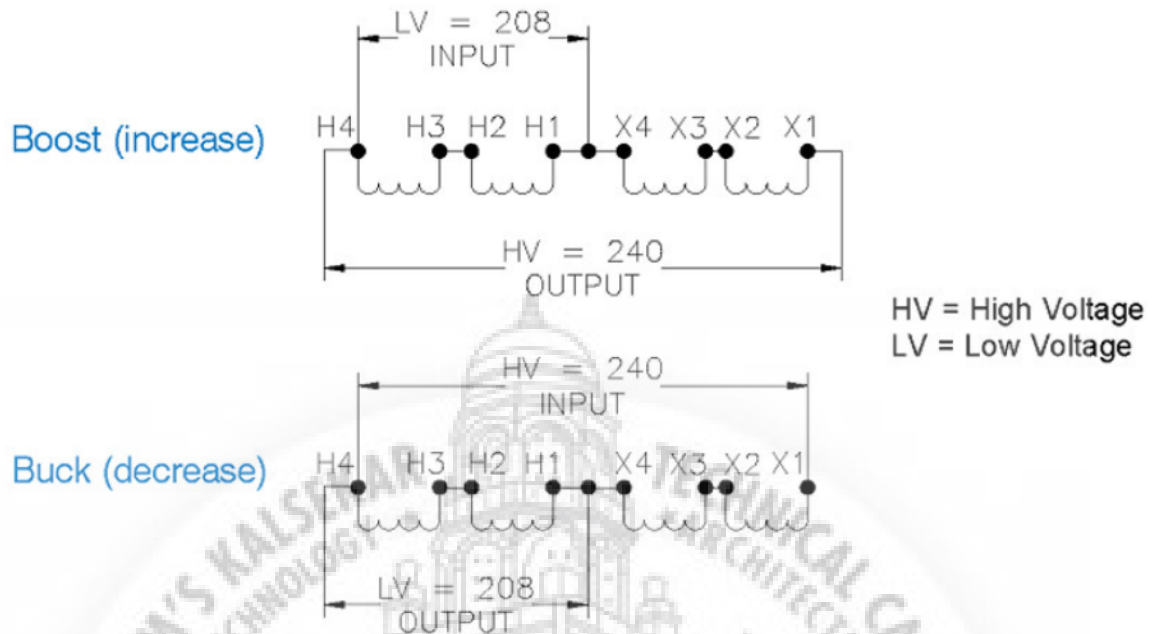 LV = 208
INPUT
Boost (increase)
H4 H3 H2 H1 X4 X3 X2 X1
HV = 240
OUTPUT
HV = High Voltage
LV = Low Voltage
HV = 240
INPUT
Buck (decrease)
H4 H3 H2 H1 X4 X3 X2 X1
LV = 208
OUTPUT
KALSEKAR
TECHNICAL